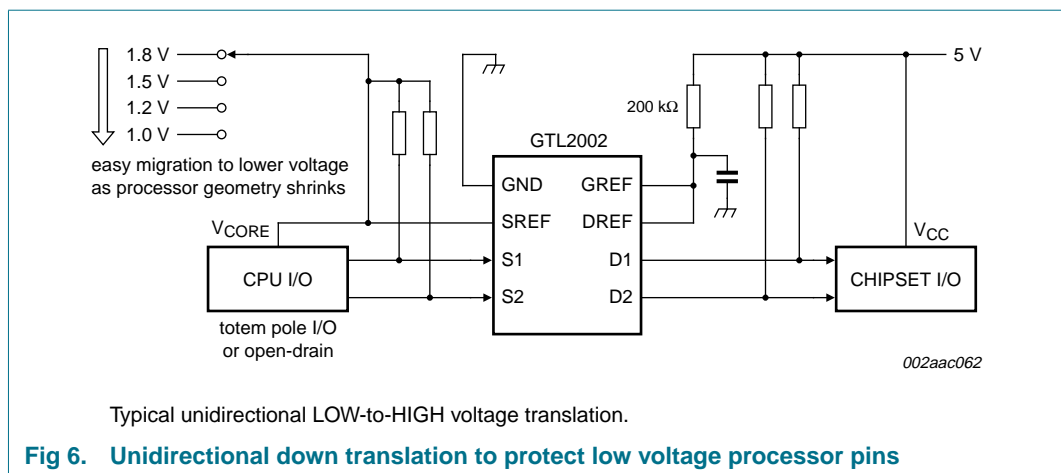 1.8 V
1.5 V
1.2 V
1.0 V
easy migration to lower voltage
as processor geometry shrinks
5 V
200 kΩ
GTL2002
GND
GREF
SREF
DREF
S1
D1
S2
D2
VCORE
CPU I/O
totem pole I/O
or open-drain
VCC
CHIPSET I/O
002aac062
Typical unidirectional LOW-to-HIGH voltage translation.
Fig 6. Unidirectional down translation to protect low voltage processor pins